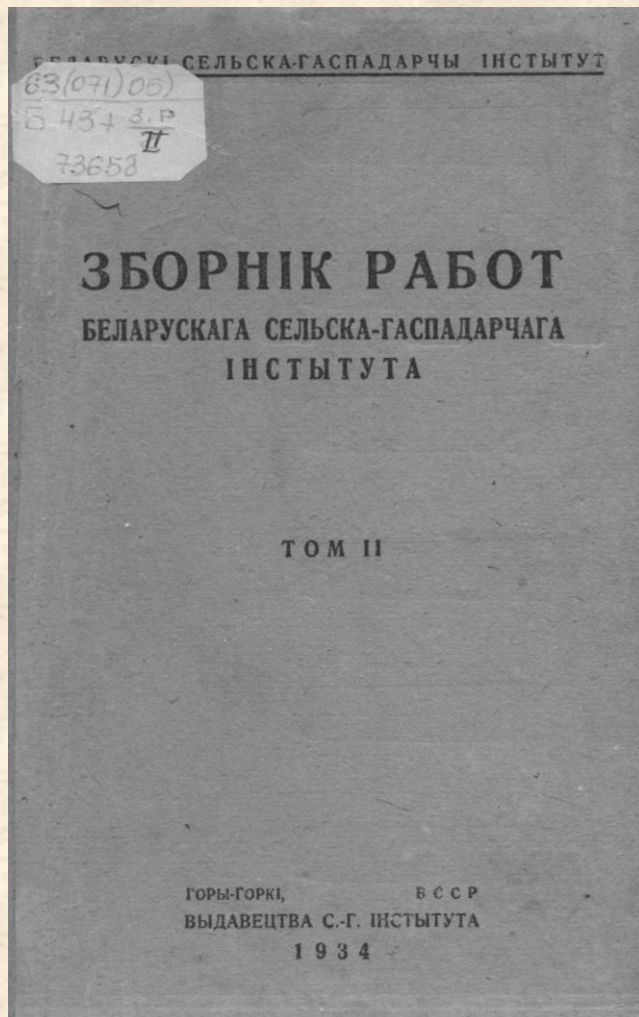 БЕЛАРУСКІ СЕЛЬСКА-ГАСПАДАРЧЫ ІНСТЫТУТ
63(071)05)
Б 437 З.Р
II
73658
ЗБОРНІК РАБОТ
БЕЛАРУСКАГА СЕЛЬСКА-ГАСПАДАРЧАГА
ІНСТЫТУТА
ТОМ II
ГОРЫ-ГОРКІ, БССР
ВЫДАВЕЦТВА С.-Г. ІНСТЫТУТА
1934